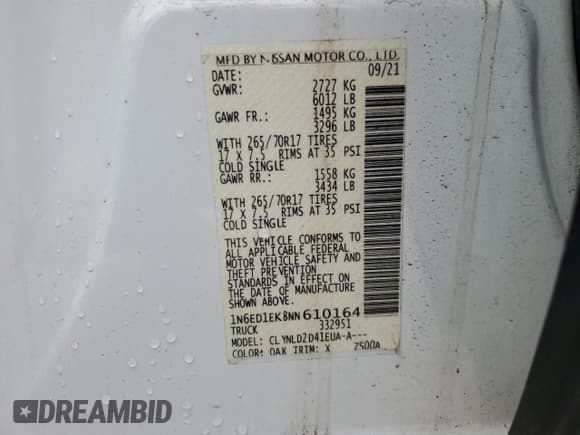 MFD BY NISSAN MOTOR CO., LTD.
DATE: 09/21
GVWR: 2727 KG
6012 LB
GAWR FR.: 1495 KG
3296 LB
WITH 265/70R17 TIRES
17 X 7.5 RIMS AT 35 PSI
COLD SINGLE
GAWR RR.: 1558 KG
3434 LB
WITH 265/70R17 TIRES
17 X 7.5 RIMS AT 35 PSI
COLD SINGLE
THIS VEHICLE CONFORMS TO
ALL APPLICABLE FEDERAL
MOTOR VEHICLE SAFETY AND
THEFT PREVENTION
STANDARDS IN EFFECT ON
THE DATE OF MANUFACTURE
SHOWN ABOVE.
1N6ED1EK8NN610164
TRUCK 332951
MODEL: CLYNLD2D41EUA-A---
COLOR: QAK TRIM: X ZS00A
DREAMBID